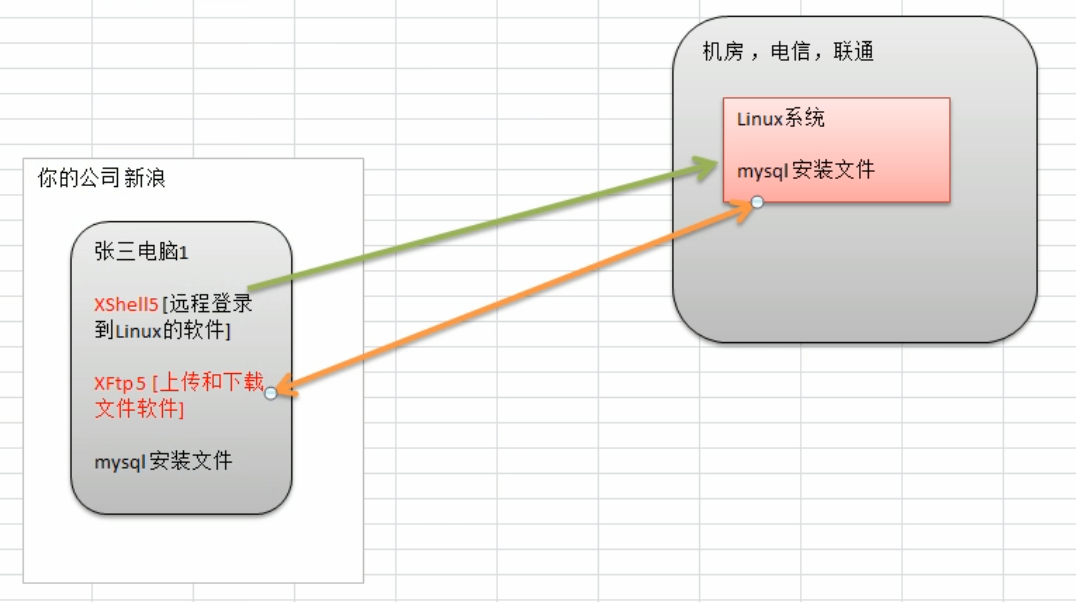 机房，电信，联通
Linux系统
mysql安装文件
你的公司新浪
张三电脑1
XShell5[远程登录
到Linux的软件]
XFtp5 [上传和下载
文件软件]
mysql安装文件